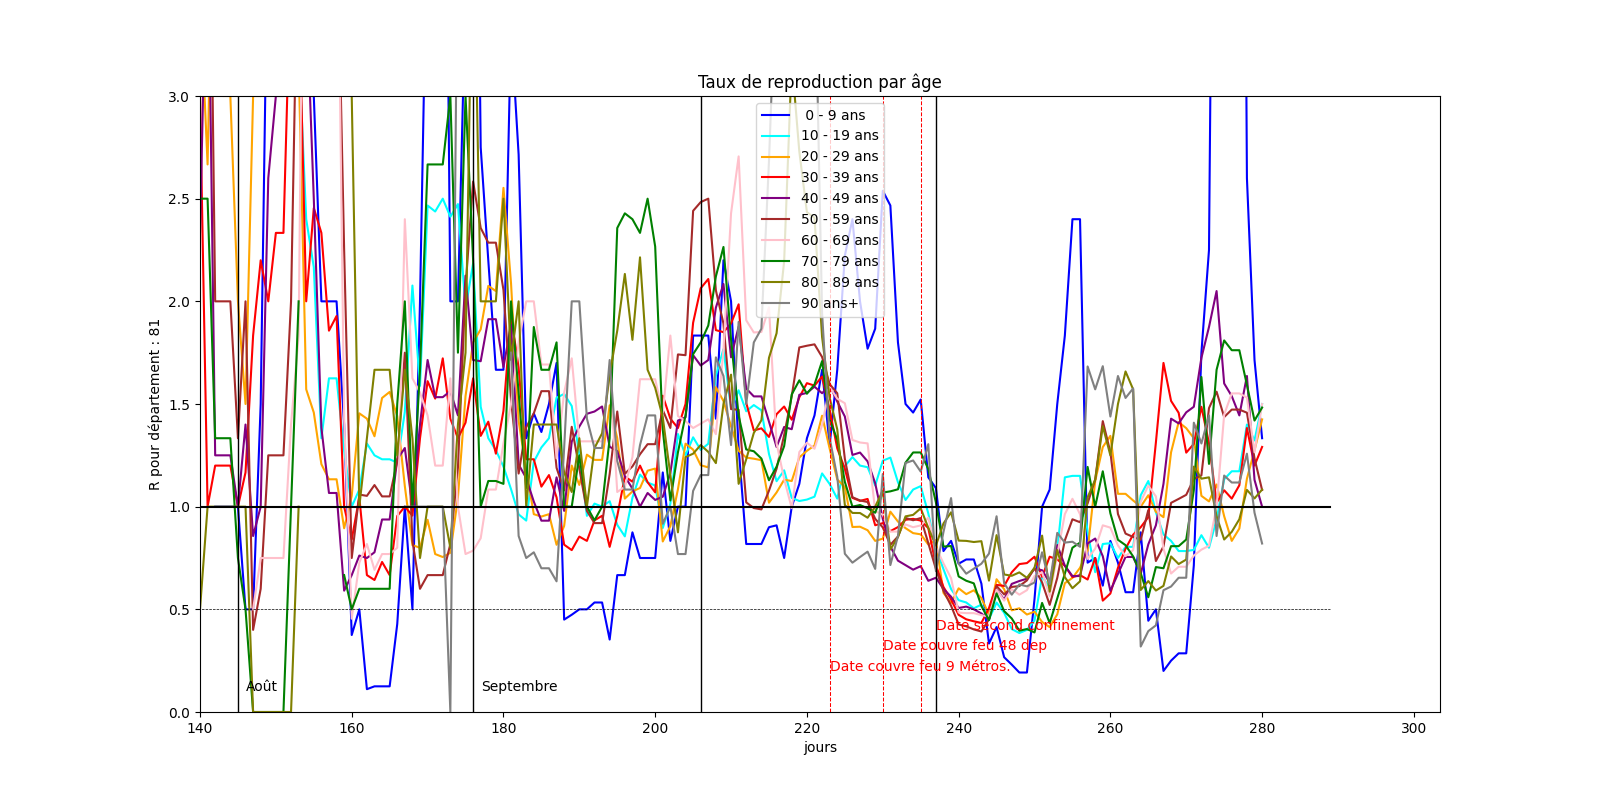 Taux de reproduction par âge
R pour département : 81
3.0
2.5
2.0
1.5
1.0
0.5
0.0
0 - 9 ans
10 - 19 ans
20 - 29 ans
30 - 39 ans
40 - 49 ans
50 - 59 ans
60 - 69 ans
70 - 79 ans
80 - 89 ans
90 ans+
Date second confinement
Date couvre feu 48 dep
Date couvre feu 9 Métros.
Août
Septembre
140 160 180 200 220 240 260 280 300
jours